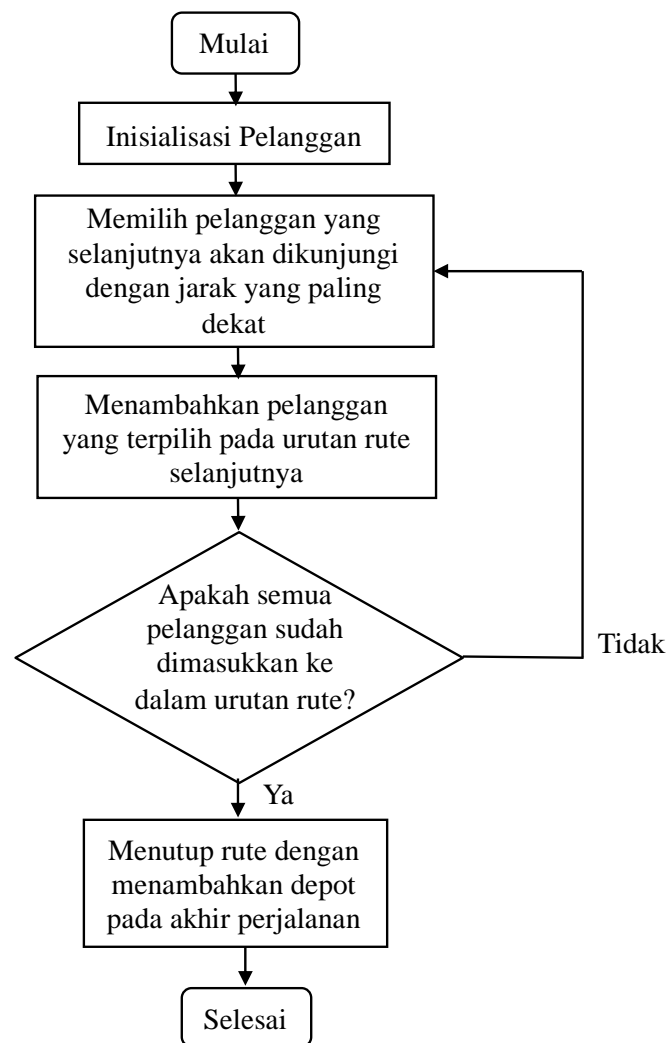 Mulai
Inisialisasi Pelanggan
Memilih pelanggan yang
selanjutnya akan dikunjungi
dengan jarak yang paling
dekat
Menambahkan pelanggan
yang terpilih pada urutan rute
selanjutnya
Apakah semua
pelanggan sudah
dimasukkan ke
dalam urutan rute?
Tidak
Ya
Menutup rute dengan
menambahkan depot
pada akhir perjalanan
Selesai